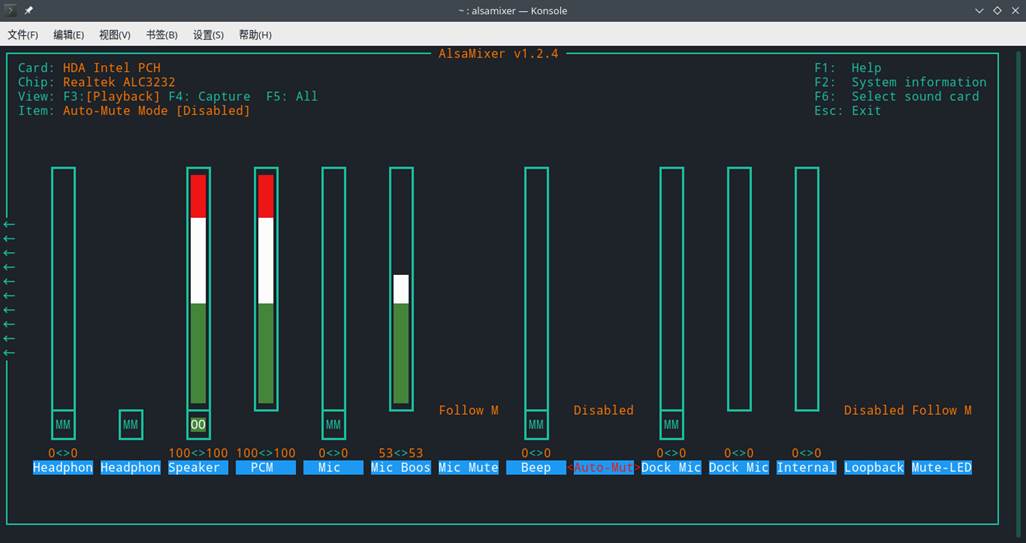 ~ : alsamixer — Konsole
文件(F) 编辑(E) 视图(V) 书签(B) 设置(S) 帮助(H)
AlsaMixer v1.2.4
Card: HDA Intel PCH F1: Help
Chip: Realtek ALC3232 F2: System information
View: F3:[Playback] F4: Capture F5: All F6: Select sound card
Item: Auto-Mute Mode [Disabled] Esc: Exit
Follow M Disabled Disabled Follow M
MM MM OO MM MM MM
0<>0 100<>100 100<>100 0<>0 53<>53 0<>0 0<>0 0<>0 0<>0
Headphon Headphon Speaker PCM Mic Mic Boos Mic Mute Beep <Auto-Mut> Dock Mic Dock Mic Internal Loopback Mute-LED